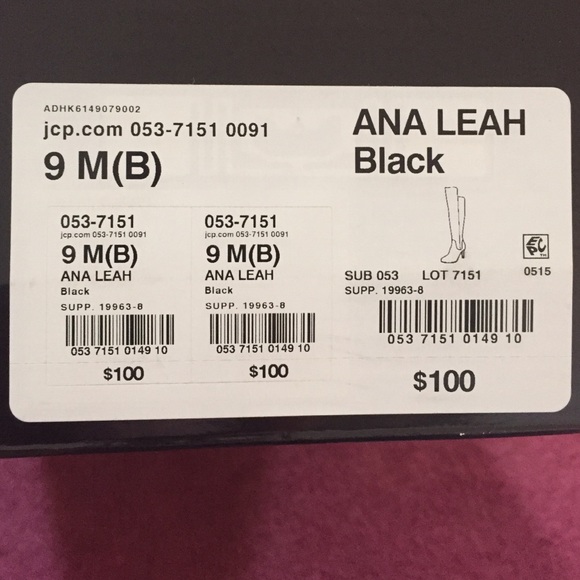 ADHK6149079002
jcp.com 053-7151 0091
9 M(B)
ANA LEAH
Black
053-7151
jcp.com 053-7151 0091
9 M(B)
ANA LEAH
Black
SUPP. 19963-8
053 7151 0149 10
$100
053-7151
jcp.com 053-7151 0091
9 M(B)
ANA LEAH
Black
SUPP. 19963-8
053 7151 0149 10
$100
EPC
SUB 053 LOT 7151 0515
SUPP. 19963-8
053 7151 0149 10
$100